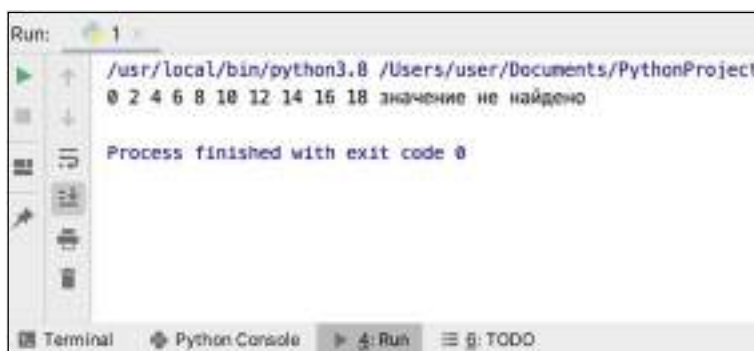 Run: 1
/usr/local/bin/python3.8 /Users/user/Documents/PythonProject
0 2 4 6 8 10 12 14 16 18 значение не найдено
Process finished with exit code 0
Terminal Python Console 4: Run 6: TODO